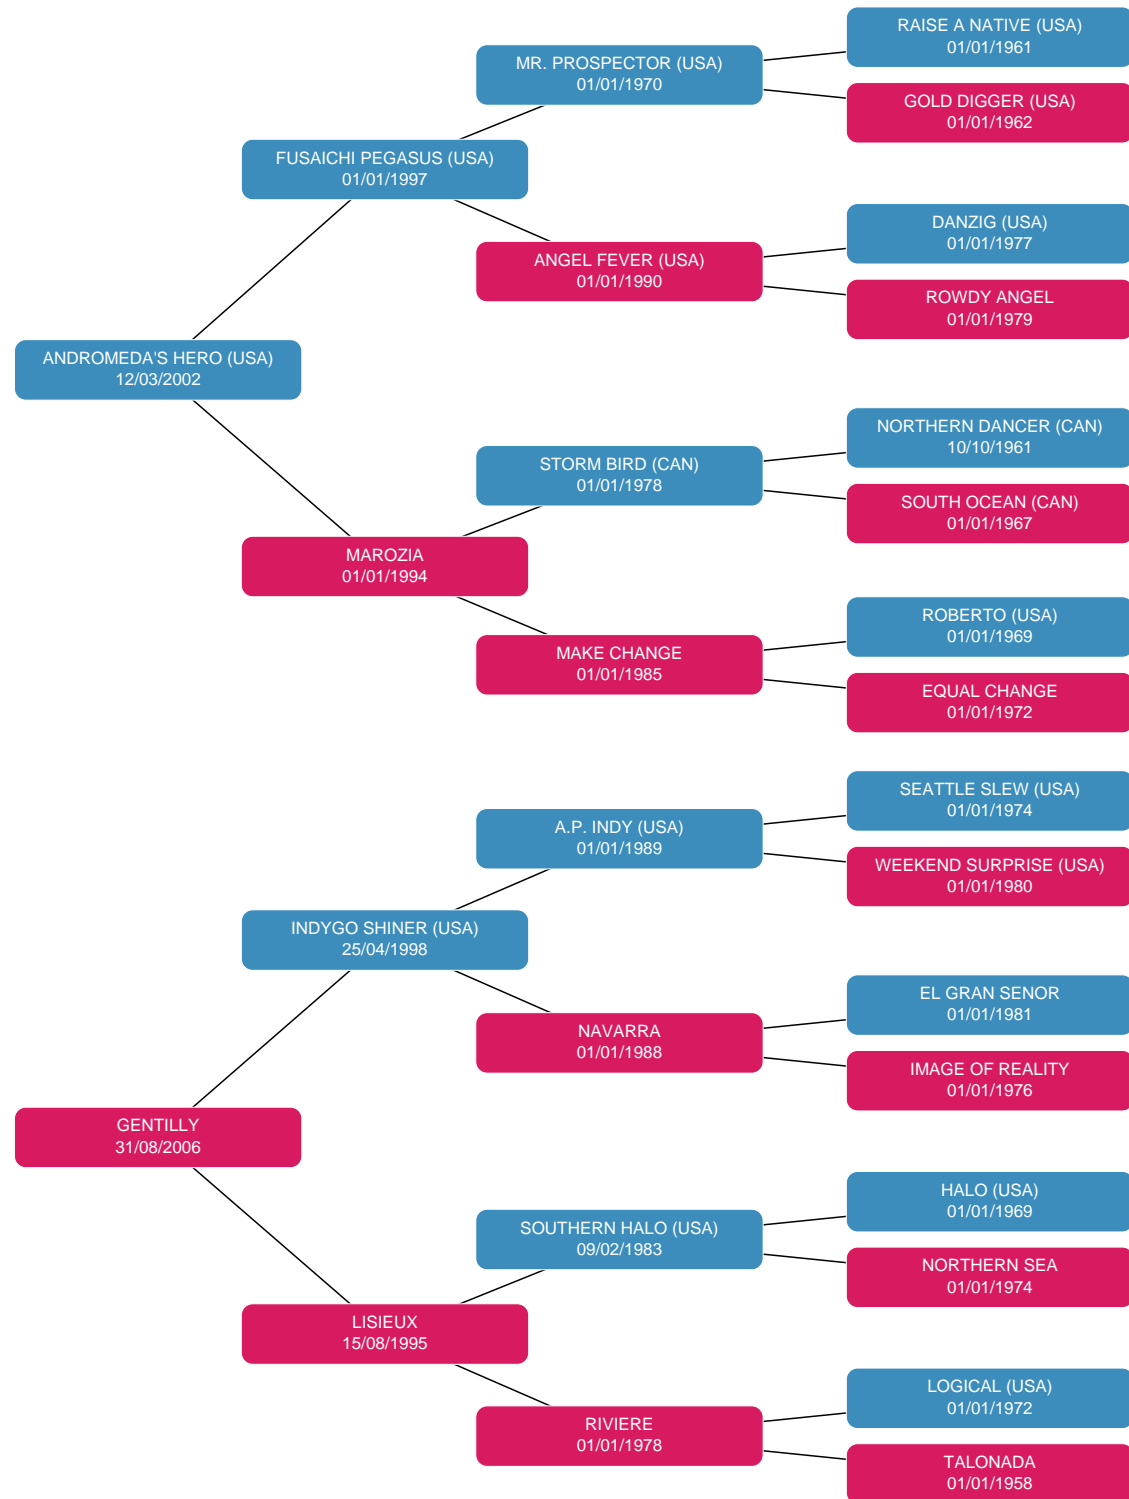 RAISE A NATIVE (USA)
01/01/1961
MR. PROSPECTOR (USA)
01/01/1970
GOLD DIGGER (USA)
01/01/1962
FUSAICHI PEGASUS (USA)
01/01/1997
DANZIG (USA)
01/01/1977
ANGEL FEVER (USA)
01/01/1990
ROWDY ANGEL
01/01/1979
ANDROMEDA'S HERO (USA)
12/03/2002
NORTHERN DANCER (CAN)
10/10/1961
STORM BIRD (CAN)
01/01/1978
SOUTH OCEAN (CAN)
01/01/1967
MAROZIA
01/01/1994
ROBERTO (USA)
01/01/1969
MAKE CHANGE
01/01/1985
EQUAL CHANGE
01/01/1972
SEATTLE SLEW (USA)
01/01/1974
A.P. INDY (USA)
01/01/1989
WEEKEND SURPRISE (USA)
01/01/1980
INDYGO SHINER (USA)
25/04/1998
EL GRAN SENOR
01/01/1981
NAVARRA
01/01/1988
IMAGE OF REALITY
01/01/1976
GENTILLY
31/08/2006
HALO (USA)
01/01/1969
SOUTHERN HALO (USA)
09/02/1983
NORTHERN SEA
01/01/1974
LISIEUX
15/08/1995
LOGICAL (USA)
01/01/1972
RIVIERE
01/01/1978
TALONADA
01/01/1958